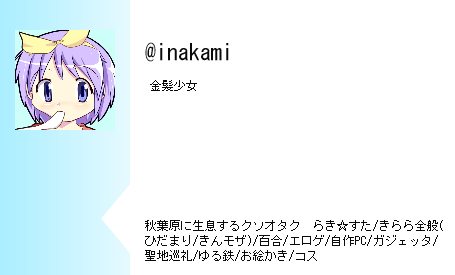 @inakami
金髪少女
秋葉原に生息するクソオタク　らき☆すた/きらら全般(
ひだまり/きんモザ)/百合/エロゲ/自作PC/ガジェッタ/
聖地巡礼/ゆる鉄/お絵かき/コス